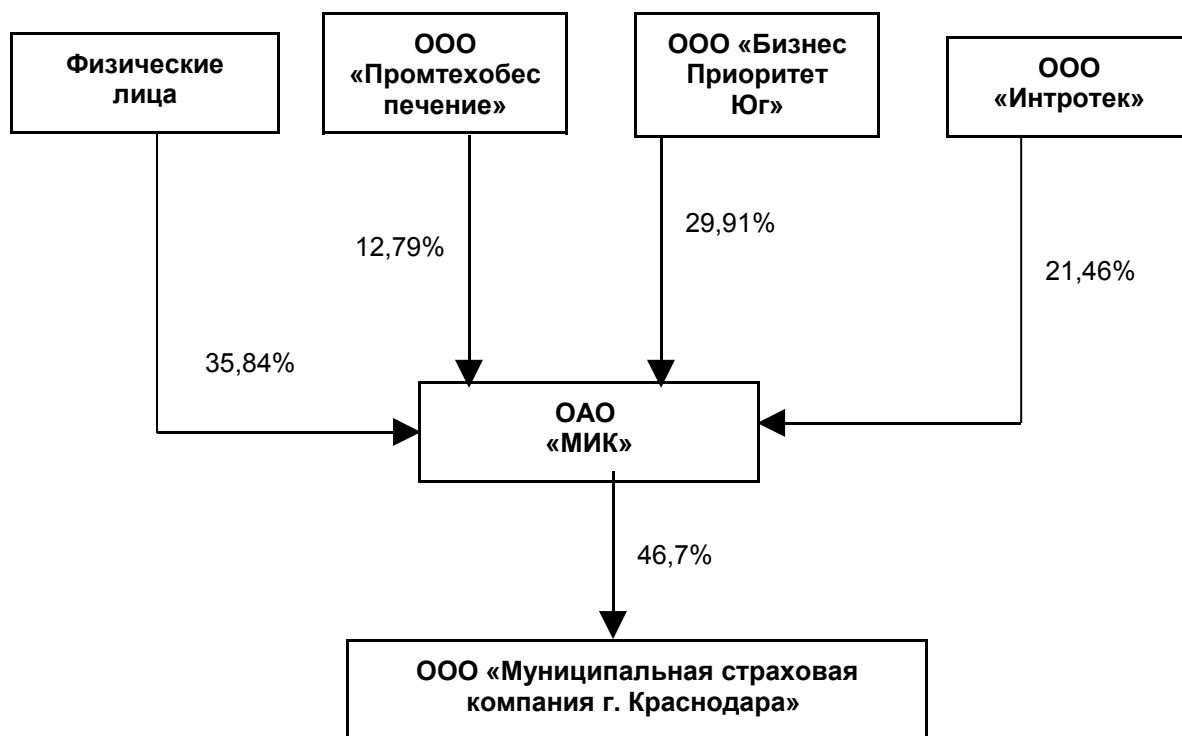 Физические
лица
ООО
«Промтехобес
печение»
ООО «Бизнес
Приоритет
Юг»
ООО
«Интротек»
12,79%
29,91%
21,46%
35,84%
ОАО
«МИК»
46,7%
ООО «Муниципальная страховая
компания г. Краснодара»